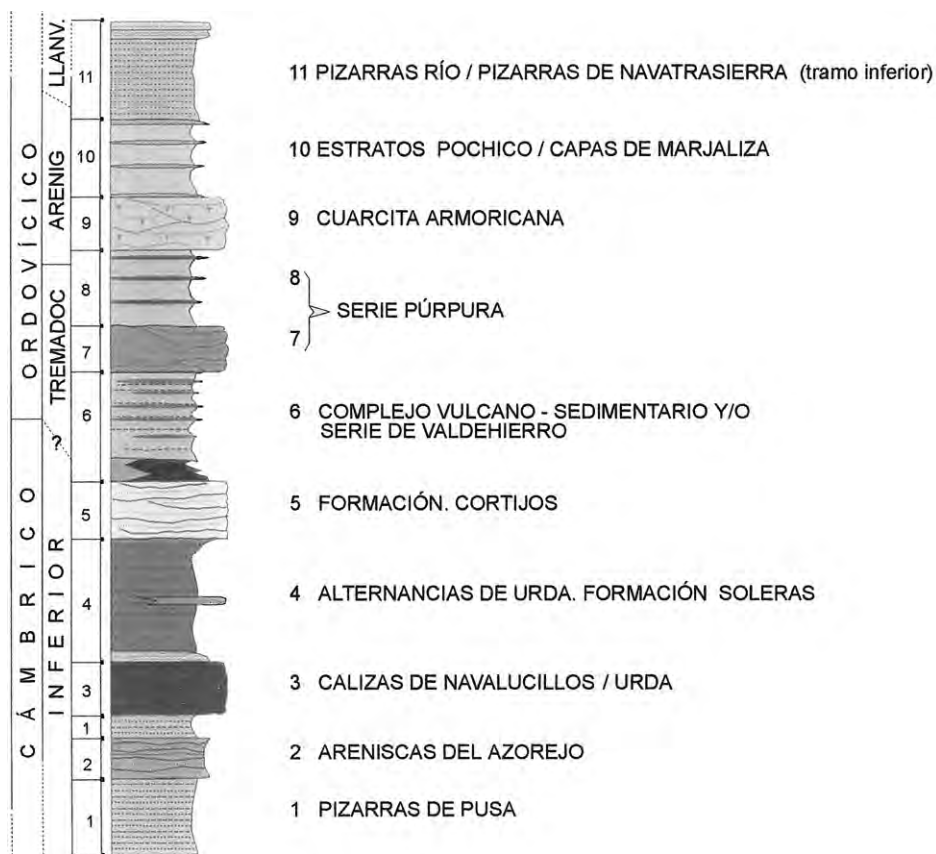 ORDOVÍCICO
CÁMBRICO
LLANV.
ARENIG
TREMADOC
?
INFERIOR
11
10
9
8
7
6
5
4
3
1
2
1
11 PIZARRAS RÍO / PIZARRAS DE NAVATRASIERRA (tramo inferior)
10 ESTRATOS POCHICO / CAPAS DE MARJALIZA
9 CUARCITA ARMORICANA
8
SERIE PÚRPURA
7
6 COMPLEJO VULCANO - SEDIMENTARIO Y/O
SERIE DE VALDEHIERRO
5 FORMACIÓN. CORTIJOS
4 ALTERNANCIAS DE URDA. FORMACIÓN SOLERAS
3 CALIZAS DE NAVALUCILLOS / URDA
2 ARENISCAS DEL AZOREJO
1 PIZARRAS DE PUSA